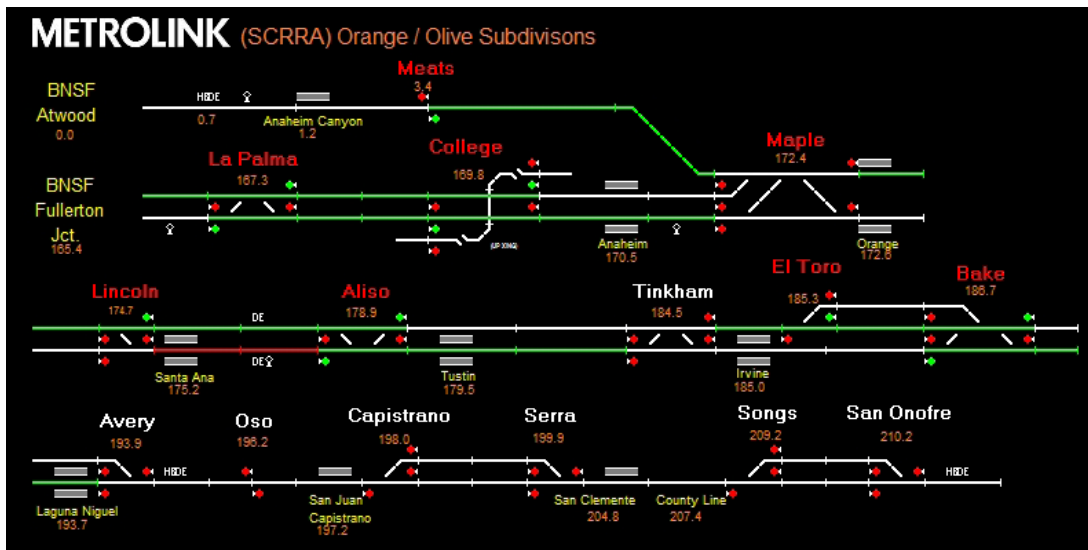 METROLINK (SCRRA) Orange / Olive Subdivisons
Meats
3.4
BNSF
Atwood
0.0
HBDE
0.7
Anaheim Canyon
1.2
La Palma
167.3
College
169.8
Maple
172.4
BNSF
Fullerton
Jct.
165.4
(UP XING)
Anaheim
170.5
Orange
172.6
Lincoln
174.7
DE
DE
Aliso
178.9
Tinkham
184.5
El Toro
185.3
Bake
186.7
Santa Ana
175.2
Tustin
179.5
Irvine
185.0
Avery
193.9
HBDE
Oso
196.2
Capistrano
198.0
Serra
199.9
Songs
209.2
San Onofre
210.2
HBDE
Laguna Niguel
193.7
San Juan
Capistrano
197.2
San Clemente
204.8
County Line
207.4